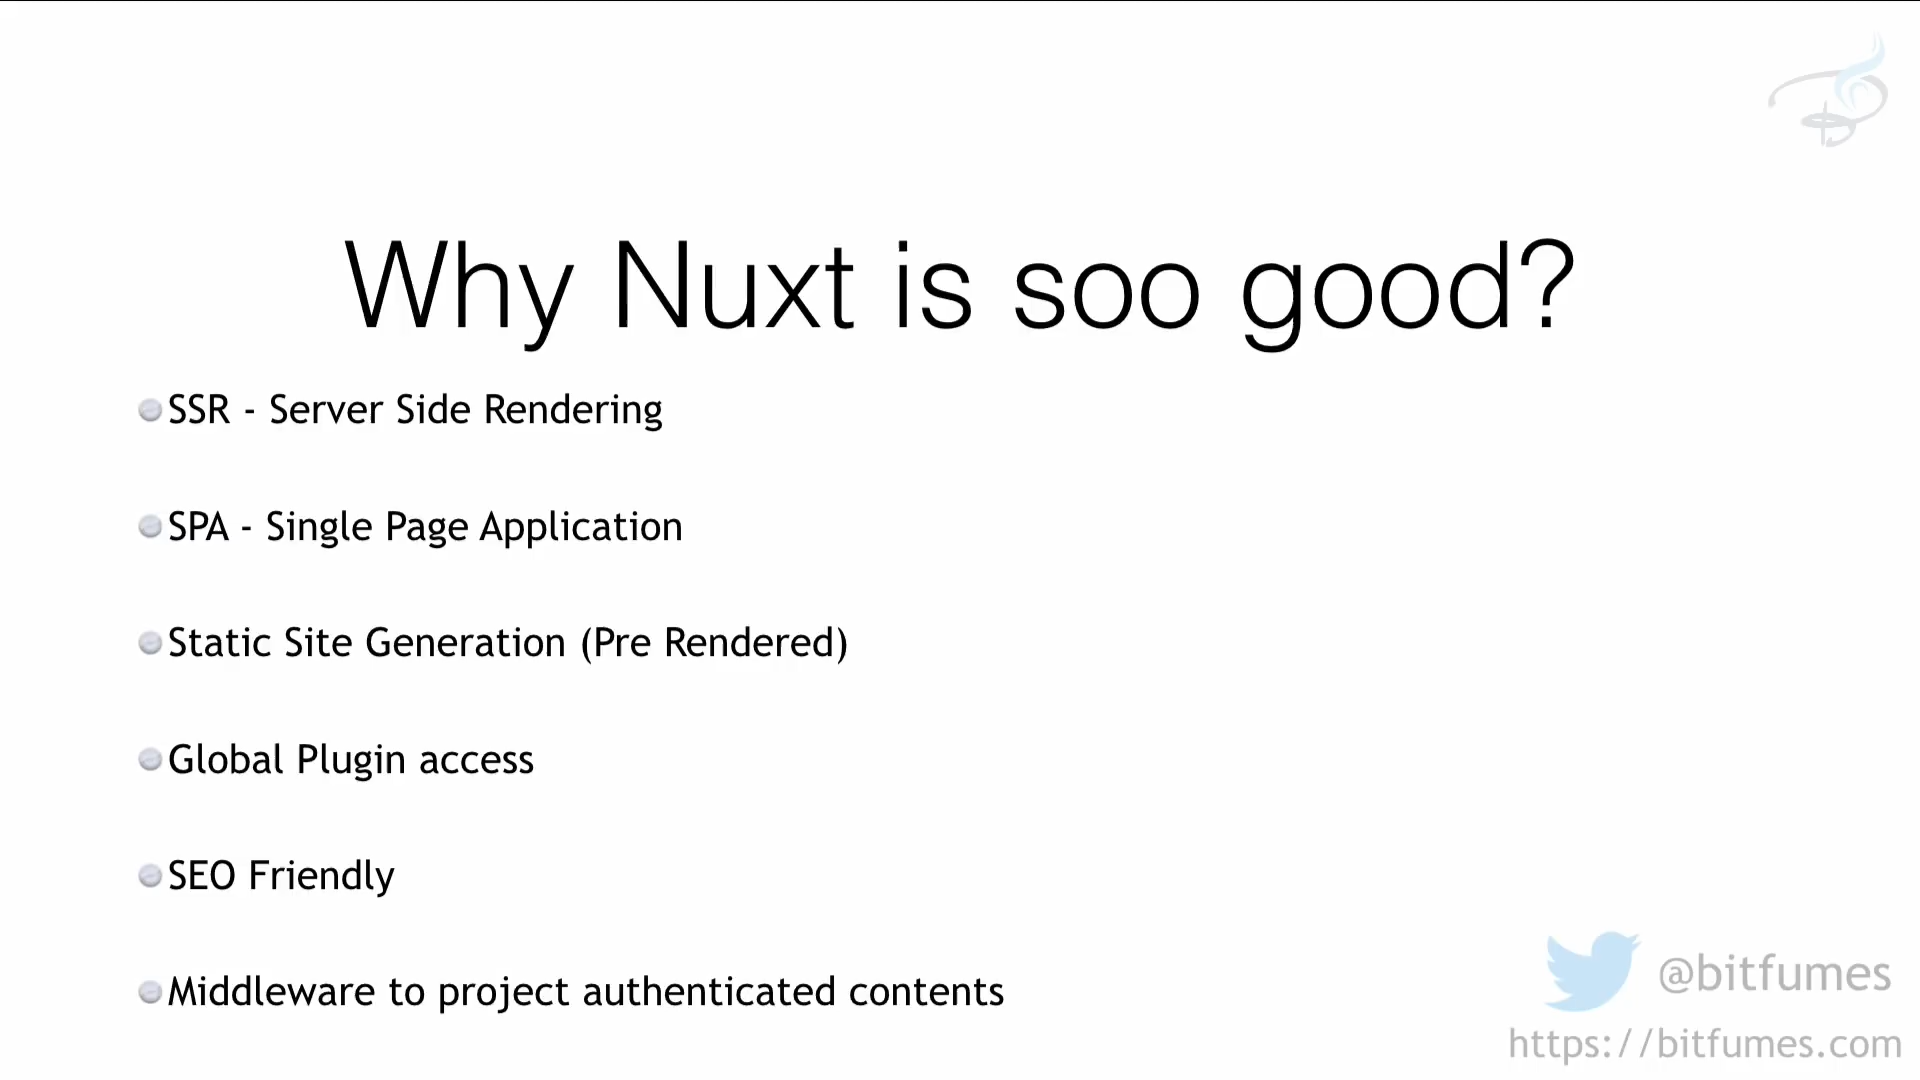 Why Nuxt is soo good?
SSR - Server Side Rendering
SPA - Single Page Application
Static Site Generation (Pre Rendered)
Global Plugin access
SEO Friendly
Middleware to project authenticated contents
@bitfumes
https://bitfumes.com